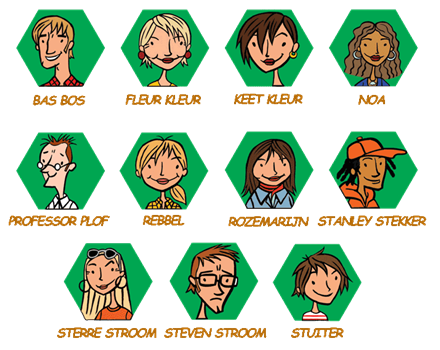 BAS BOS FLEUR KLEUR KEET KLEUR NOA
PROFESSOR PLOF REBBEL ROZEMARIJN STANLEY STEKKER
STERRE STROOM STEVEN STROOM STUITER